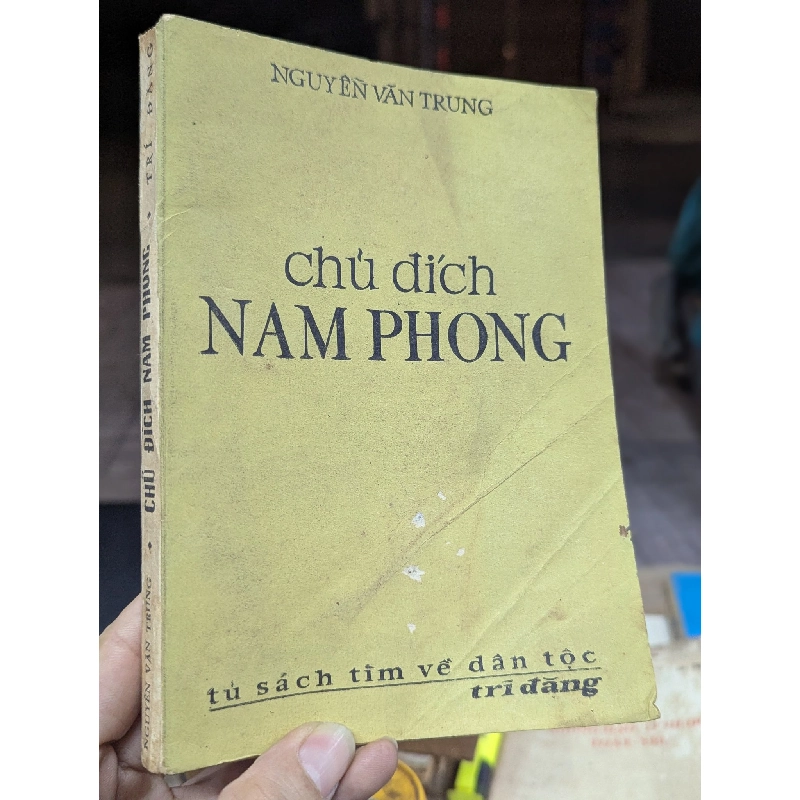 NGUYỄN VĂN TRUNG
chủ đích
NAM PHONG
tủ sách tìm về dân tộc
trí đăng
NGUYỄN VĂN TRUNG • CHỦ ĐÍCH NAM PHONG • TRÍ ĐĂNG